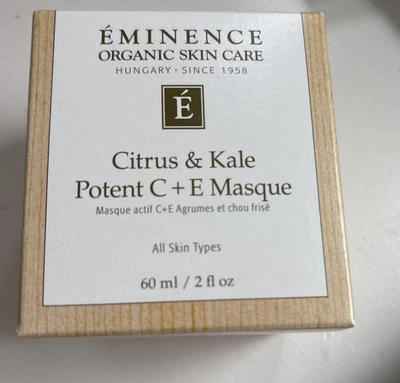 ÉMINENCE
ORGANIC SKIN CARE
HUNGARY · SINCE 1958
É
Citrus & Kale
Potent C + E Masque
Masque actif C+E Agrumes et chou frisé
All Skin Types
60 ml / 2 fl oz